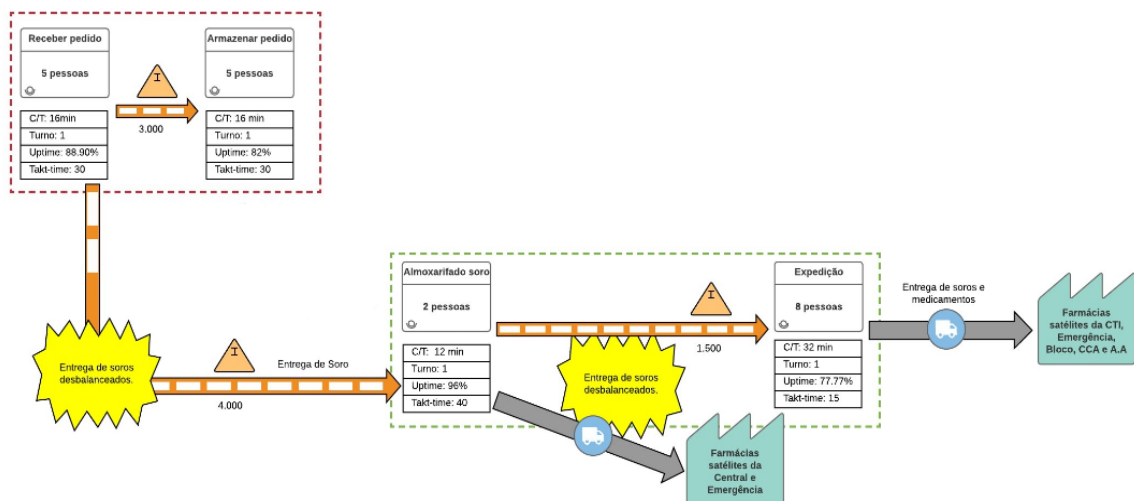 Receber pedido
5 pessoas
C/T: 16min
Turno: 1
Uptime: 88.90%
Takt-time: 30
I
3.000
Armazenar pedido
5 pessoas
C/T: 16 min
Turno: 1
Uptime: 82%
Takt-time: 30
Entrega de soros
desbalanceados.
I
Entrega de Soro
4.000
Almoxarifado soro
2 pessoas
C/T: 12 min
Turno: 1
Uptime: 96%
Takt-time: 40
I
1.500
Entrega de soros
desbalanceados.
Expedição
8 pessoas
C/T: 32 min
Turno: 1
Uptime: 77.77%
Takt-time: 15
Entrega de soros e
medicamentos
Farmácias
satélites da CTI,
Emergência,
Bloco, CCA e A.A
Farmácias
satélites da
Central e
Emergência